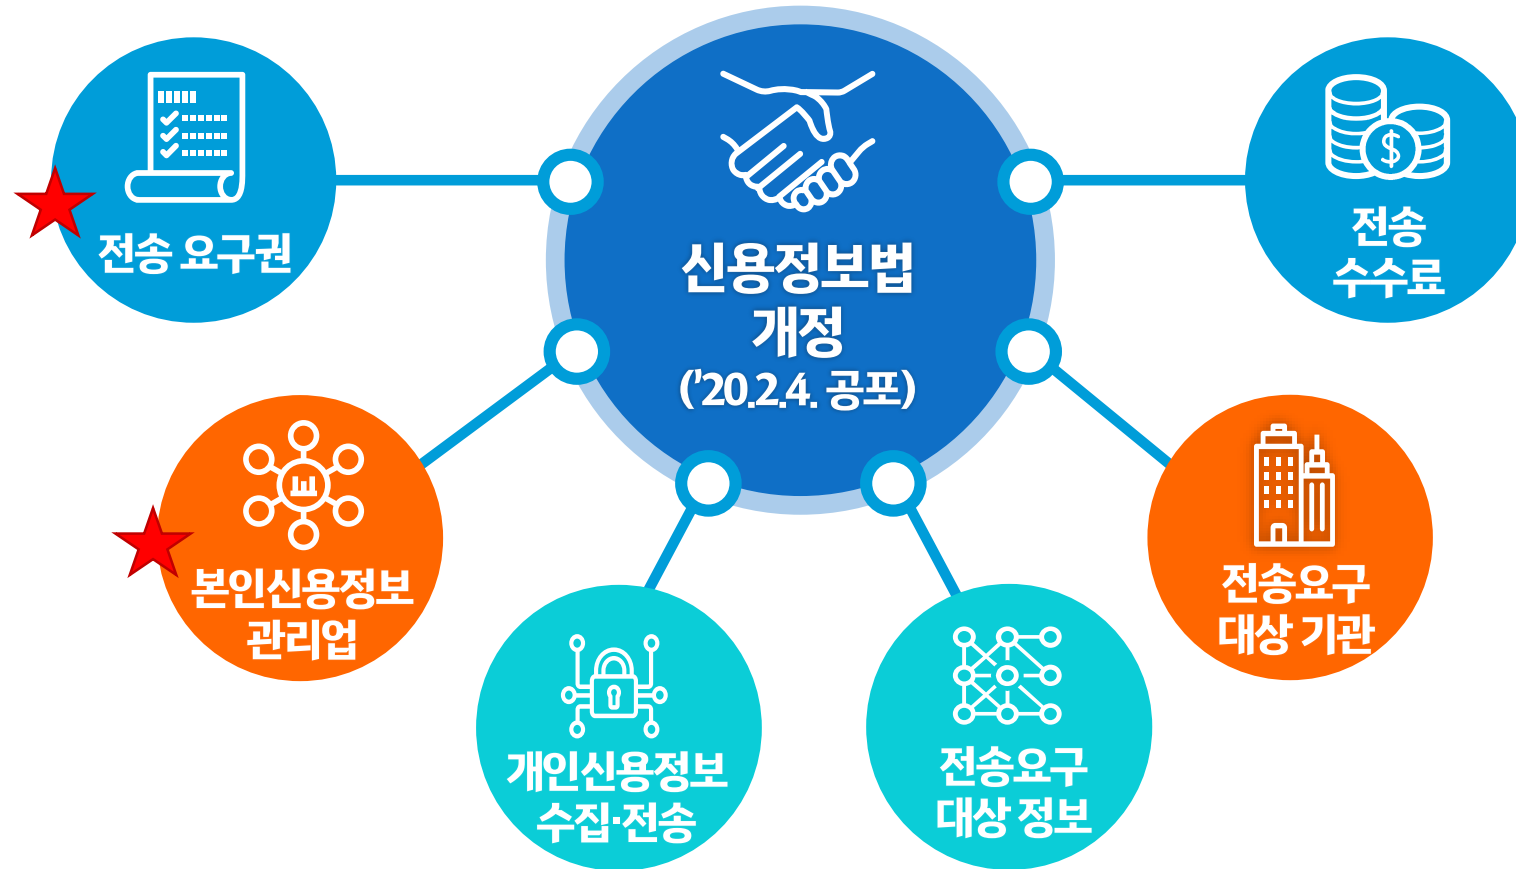 신용정보법
개정
('20.2.4. 공포)
전송 요구권
본인신용정보
관리업
개인신용정보
수집·전송
전송요구
대상 정보
전송요구
대상 기관
전송
수수료